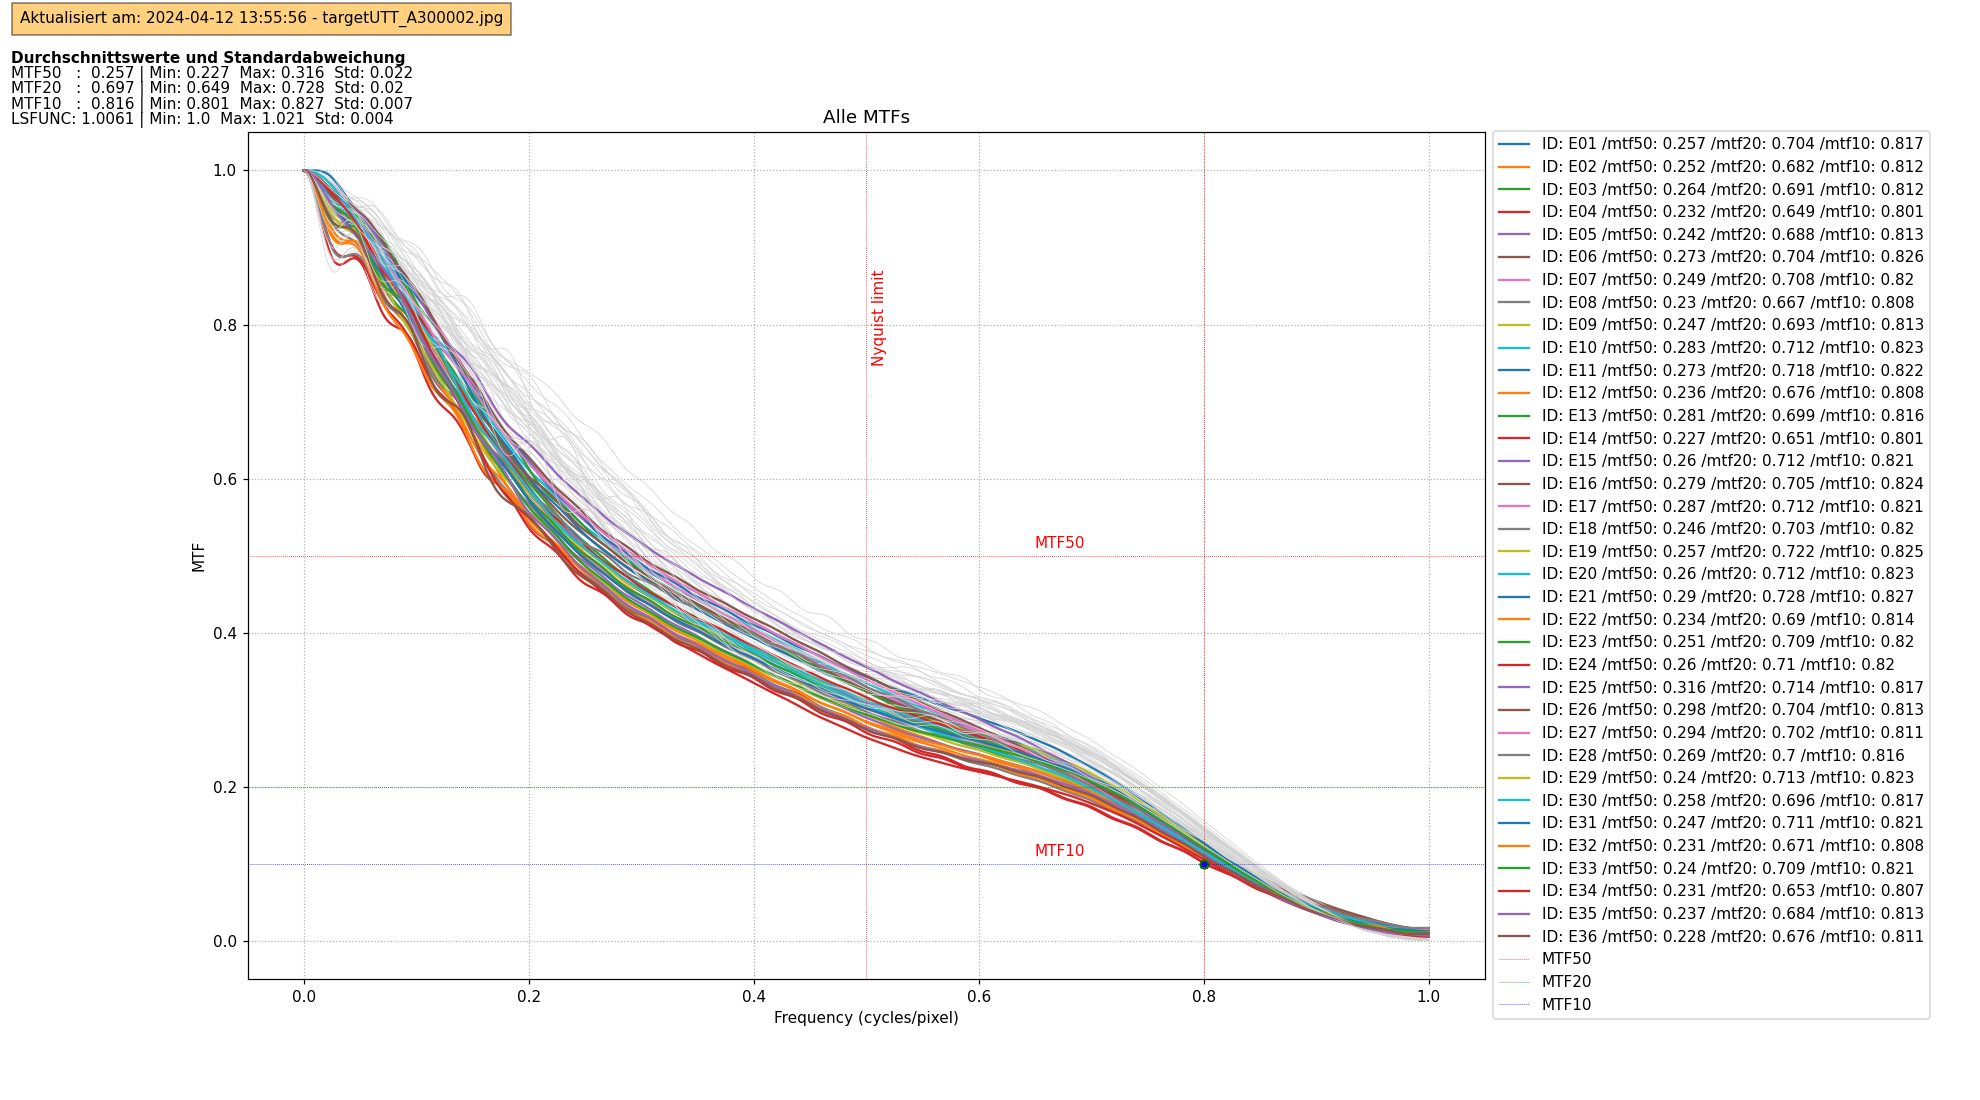 Aktualisiert am: 2024-04-12 13:55:56 - targetUTT_A300002.jpg
Durchschnittswerte und Standardabweichung
MTF50 : 0.257 | Min: 0.227 Max: 0.316 Std: 0.022
MTF20 : 0.697 | Min: 0.649 Max: 0.728 Std: 0.02
MTF10 : 0.816 | Min: 0.801 Max: 0.827 Std: 0.007
LSFUNC: 1.0061 | Min: 1.0 Max: 1.021 Std: 0.004
Alle MTFs
MTF
1.0
0.8
0.6
0.4
0.2
0.0
Nyquist limit
MTF50
MTF10
0.0 0.2 0.4 0.6 0.8 1.0
Frequency (cycles/pixel)
ID: E01 /mtf50: 0.257 /mtf20: 0.704 /mtf10: 0.817
ID: E02 /mtf50: 0.252 /mtf20: 0.682 /mtf10: 0.812
ID: E03 /mtf50: 0.264 /mtf20: 0.691 /mtf10: 0.812
ID: E04 /mtf50: 0.232 /mtf20: 0.649 /mtf10: 0.801
ID: E05 /mtf50: 0.242 /mtf20: 0.688 /mtf10: 0.813
ID: E06 /mtf50: 0.273 /mtf20: 0.704 /mtf10: 0.826
ID: E07 /mtf50: 0.249 /mtf20: 0.708 /mtf10: 0.82
ID: E08 /mtf50: 0.23 /mtf20: 0.667 /mtf10: 0.808
ID: E09 /mtf50: 0.247 /mtf20: 0.693 /mtf10: 0.813
ID: E10 /mtf50: 0.283 /mtf20: 0.712 /mtf10: 0.823
ID: E11 /mtf50: 0.273 /mtf20: 0.718 /mtf10: 0.822
ID: E12 /mtf50: 0.236 /mtf20: 0.676 /mtf10: 0.808
ID: E13 /mtf50: 0.281 /mtf20: 0.699 /mtf10: 0.816
ID: E14 /mtf50: 0.227 /mtf20: 0.651 /mtf10: 0.801
ID: E15 /mtf50: 0.26 /mtf20: 0.712 /mtf10: 0.821
ID: E16 /mtf50: 0.279 /mtf20: 0.705 /mtf10: 0.824
ID: E17 /mtf50: 0.287 /mtf20: 0.712 /mtf10: 0.821
ID: E18 /mtf50: 0.246 /mtf20: 0.703 /mtf10: 0.82
ID: E19 /mtf50: 0.257 /mtf20: 0.722 /mtf10: 0.825
ID: E20 /mtf50: 0.26 /mtf20: 0.712 /mtf10: 0.823
ID: E21 /mtf50: 0.29 /mtf20: 0.728 /mtf10: 0.827
ID: E22 /mtf50: 0.234 /mtf20: 0.69 /mtf10: 0.814
ID: E23 /mtf50: 0.251 /mtf20: 0.709 /mtf10: 0.82
ID: E24 /mtf50: 0.26 /mtf20: 0.71 /mtf10: 0.82
ID: E25 /mtf50: 0.316 /mtf20: 0.714 /mtf10: 0.817
ID: E26 /mtf50: 0.298 /mtf20: 0.704 /mtf10: 0.813
ID: E27 /mtf50: 0.294 /mtf20: 0.702 /mtf10: 0.811
ID: E28 /mtf50: 0.269 /mtf20: 0.7 /mtf10: 0.816
ID: E29 /mtf50: 0.24 /mtf20: 0.713 /mtf10: 0.823
ID: E30 /mtf50: 0.258 /mtf20: 0.696 /mtf10: 0.817
ID: E31 /mtf50: 0.247 /mtf20: 0.711 /mtf10: 0.821
ID: E32 /mtf50: 0.231 /mtf20: 0.671 /mtf10: 0.808
ID: E33 /mtf50: 0.24 /mtf20: 0.709 /mtf10: 0.821
ID: E34 /mtf50: 0.231 /mtf20: 0.653 /mtf10: 0.807
ID: E35 /mtf50: 0.237 /mtf20: 0.684 /mtf10: 0.813
ID: E36 /mtf50: 0.228 /mtf20: 0.676 /mtf10: 0.811
MTF50
MTF20
MTF10